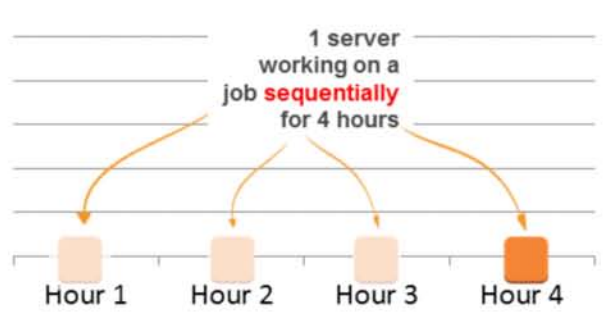 1 server
working on a
job sequentially
for 4 hours
Hour 1 Hour 2 Hour 3 Hour 4